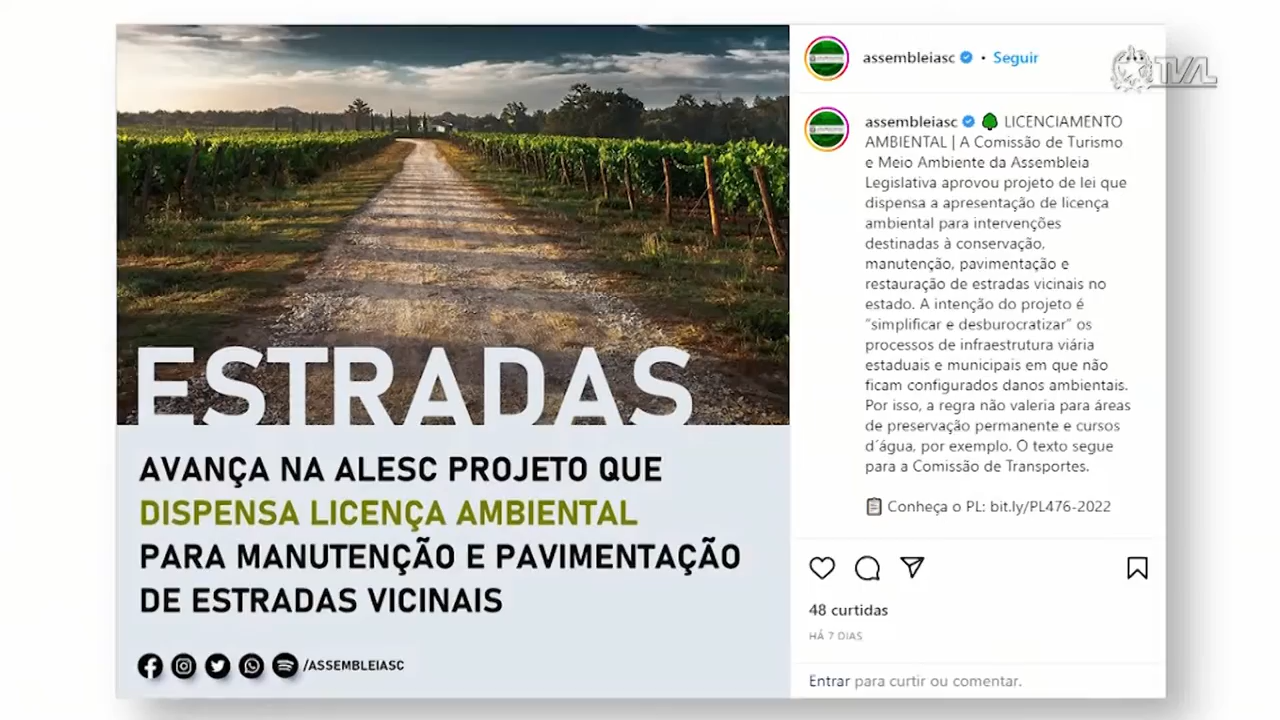 ESTRADAS
AVANÇA NA ALESC PROJETO QUE
DISPENSA LICENÇA AMBIENTAL
PARA MANUTENÇÃO E PAVIMENTAÇÃO
DE ESTRADAS VICINAIS
/ASSEMBLEIASC
assembleiasc • Seguir
TVAL
assembleiasc LICENCIAMENTO
AMBIENTAL | A Comissão de Turismo
e Meio Ambiente da Assembleia
Legislativa aprovou projeto de lei que
dispensa a apresentação de licença
ambiental para intervenções
destinadas à conservação,
manutenção, pavimentação e
restauração de estradas vicinais no
estado. A intenção do projeto é
“simplificar e desburocratizar” os
processos de infraestrutura viária
estaduais e municipais em que não
ficam configurados danos ambientais.
Por isso, a regra não valeria para áreas
de preservação permanente e cursos
d´água, por exemplo. O texto segue
para a Comissão de Transportes.
Conheça o PL: bit.ly/PL476-2022
48 curtidas
HÁ 7 DIAS
Entrar para curtir ou comentar.